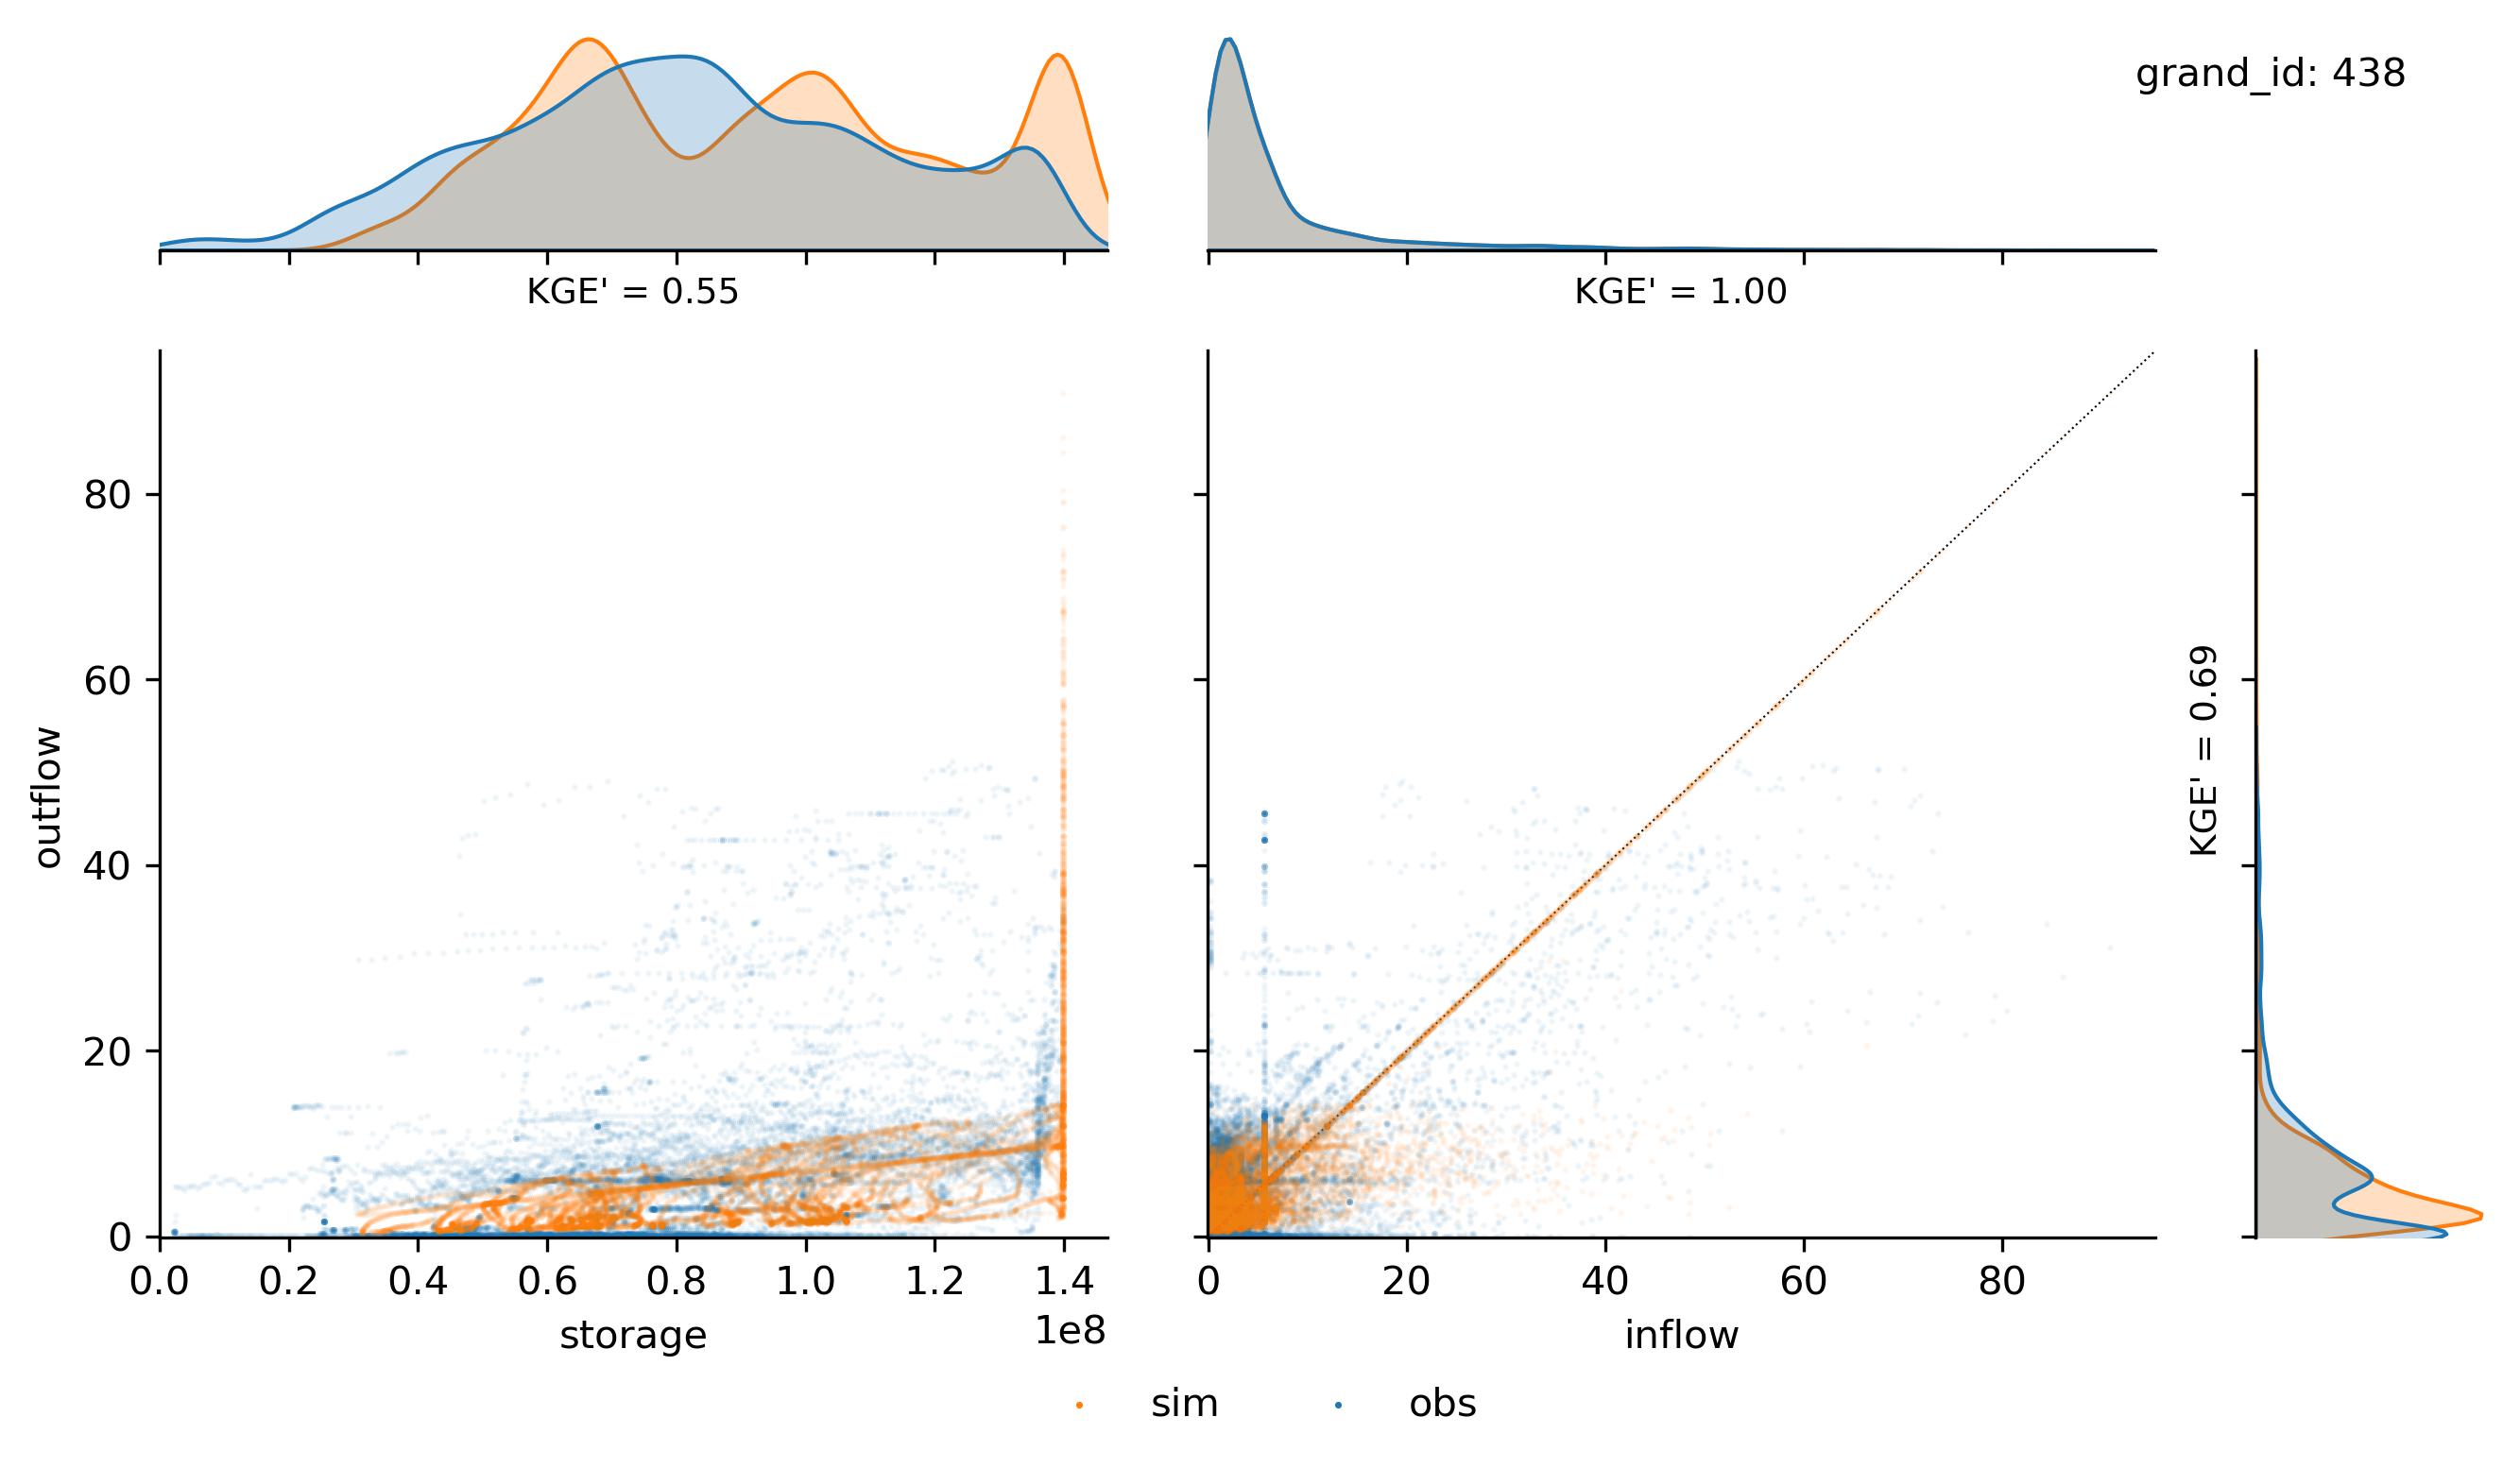 grand_id: 438
KGE' = 0.55
KGE' = 1.00
outflow
80
60
40
20
0
KGE' = 0.69
0.0 0.2 0.4 0.6 0.8 1.0 1.2 1.4
1e8
storage
0 20 40 60 80
inflow
sim obs